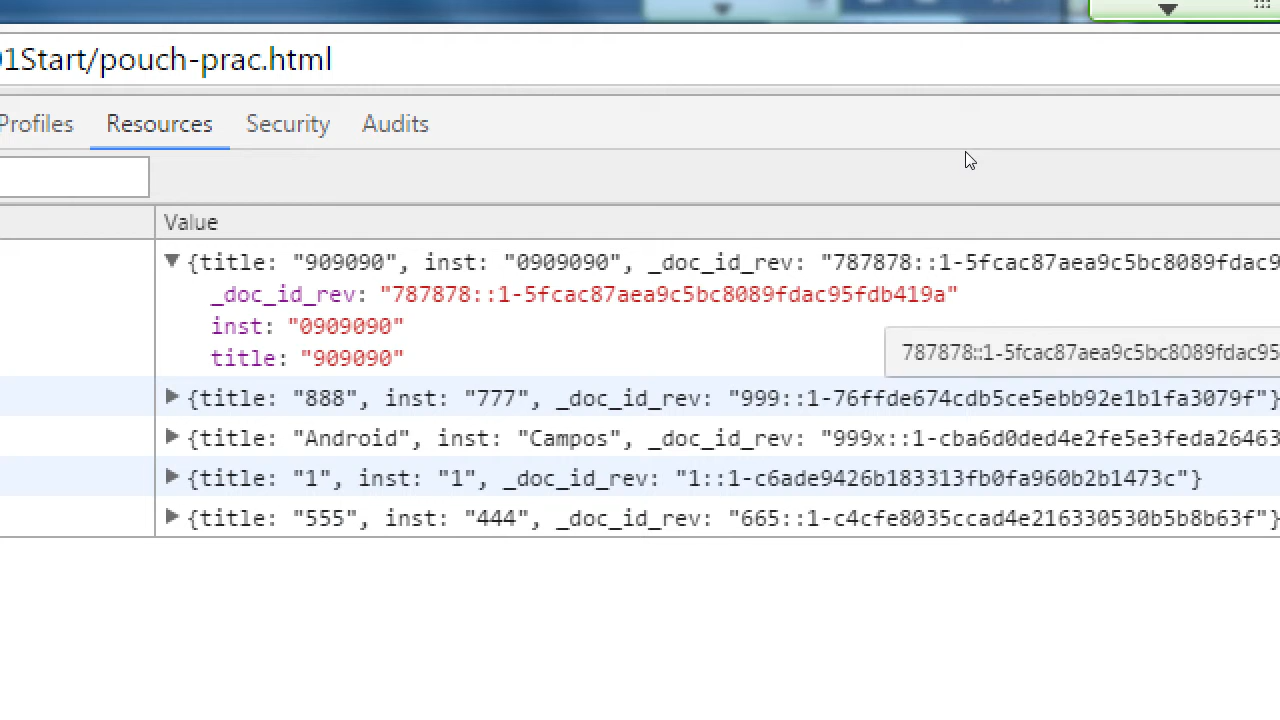 01Start/pouch-prac.html
Profiles Resources Security Audits
Value
{title: "909090", inst: "0909090", _doc_id_rev: "787878::1-5fcac87aea9c5bc8089fdac9
_doc_id_rev: "787878::1-5fcac87aea9c5bc8089fdac95fdb419a"
inst: "0909090"
787878::1-5fcac87aea9c5bc8089fdac95
title: "909090"
{title: "888", inst: "777", _doc_id_rev: "999::1-76ffde674cdb5ce5ebb92e1b1fa3079f"}
{title: "Android", inst: "Campos", _doc_id_rev: "999x::1-cba6d0ded4e2fe5e3feda26463
{title: "1", inst: "1", _doc_id_rev: "1::1-c6ade9426b183313fb0fa960b2b1473c"}
{title: "555", inst: "444", _doc_id_rev: "665::1-c4cfe8035ccad4e216330530b5b8b63f"}